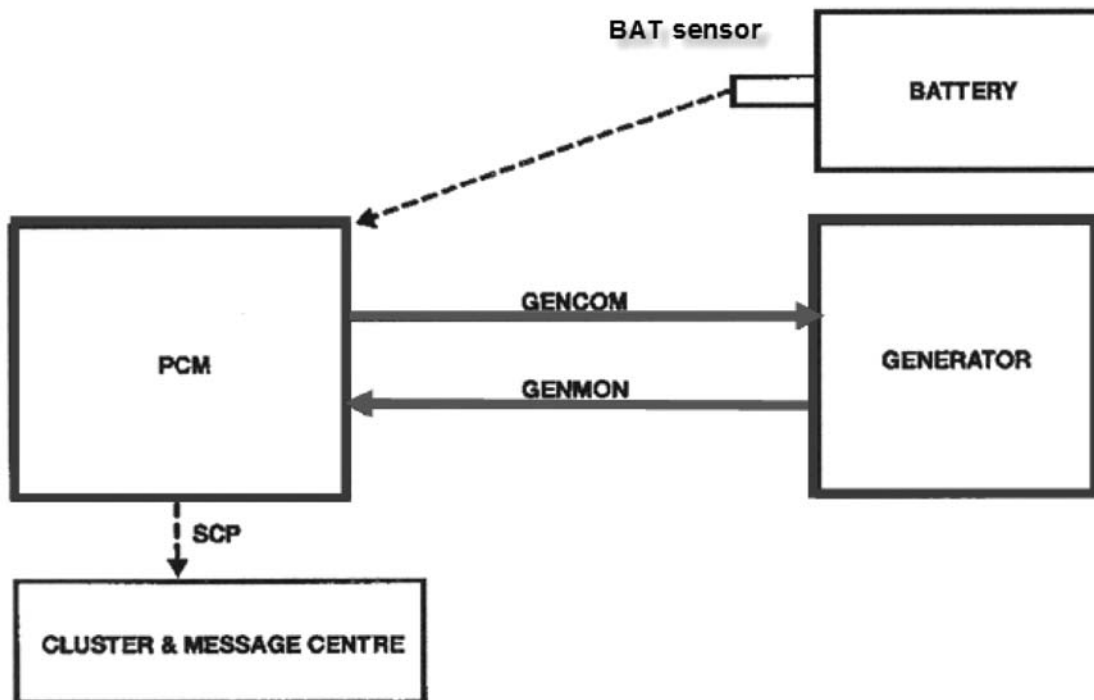 BAT sensor
BATTERY
GENCOM
PCM
GENERATOR
GENMON
SCP
CLUSTER & MESSAGE CENTRE